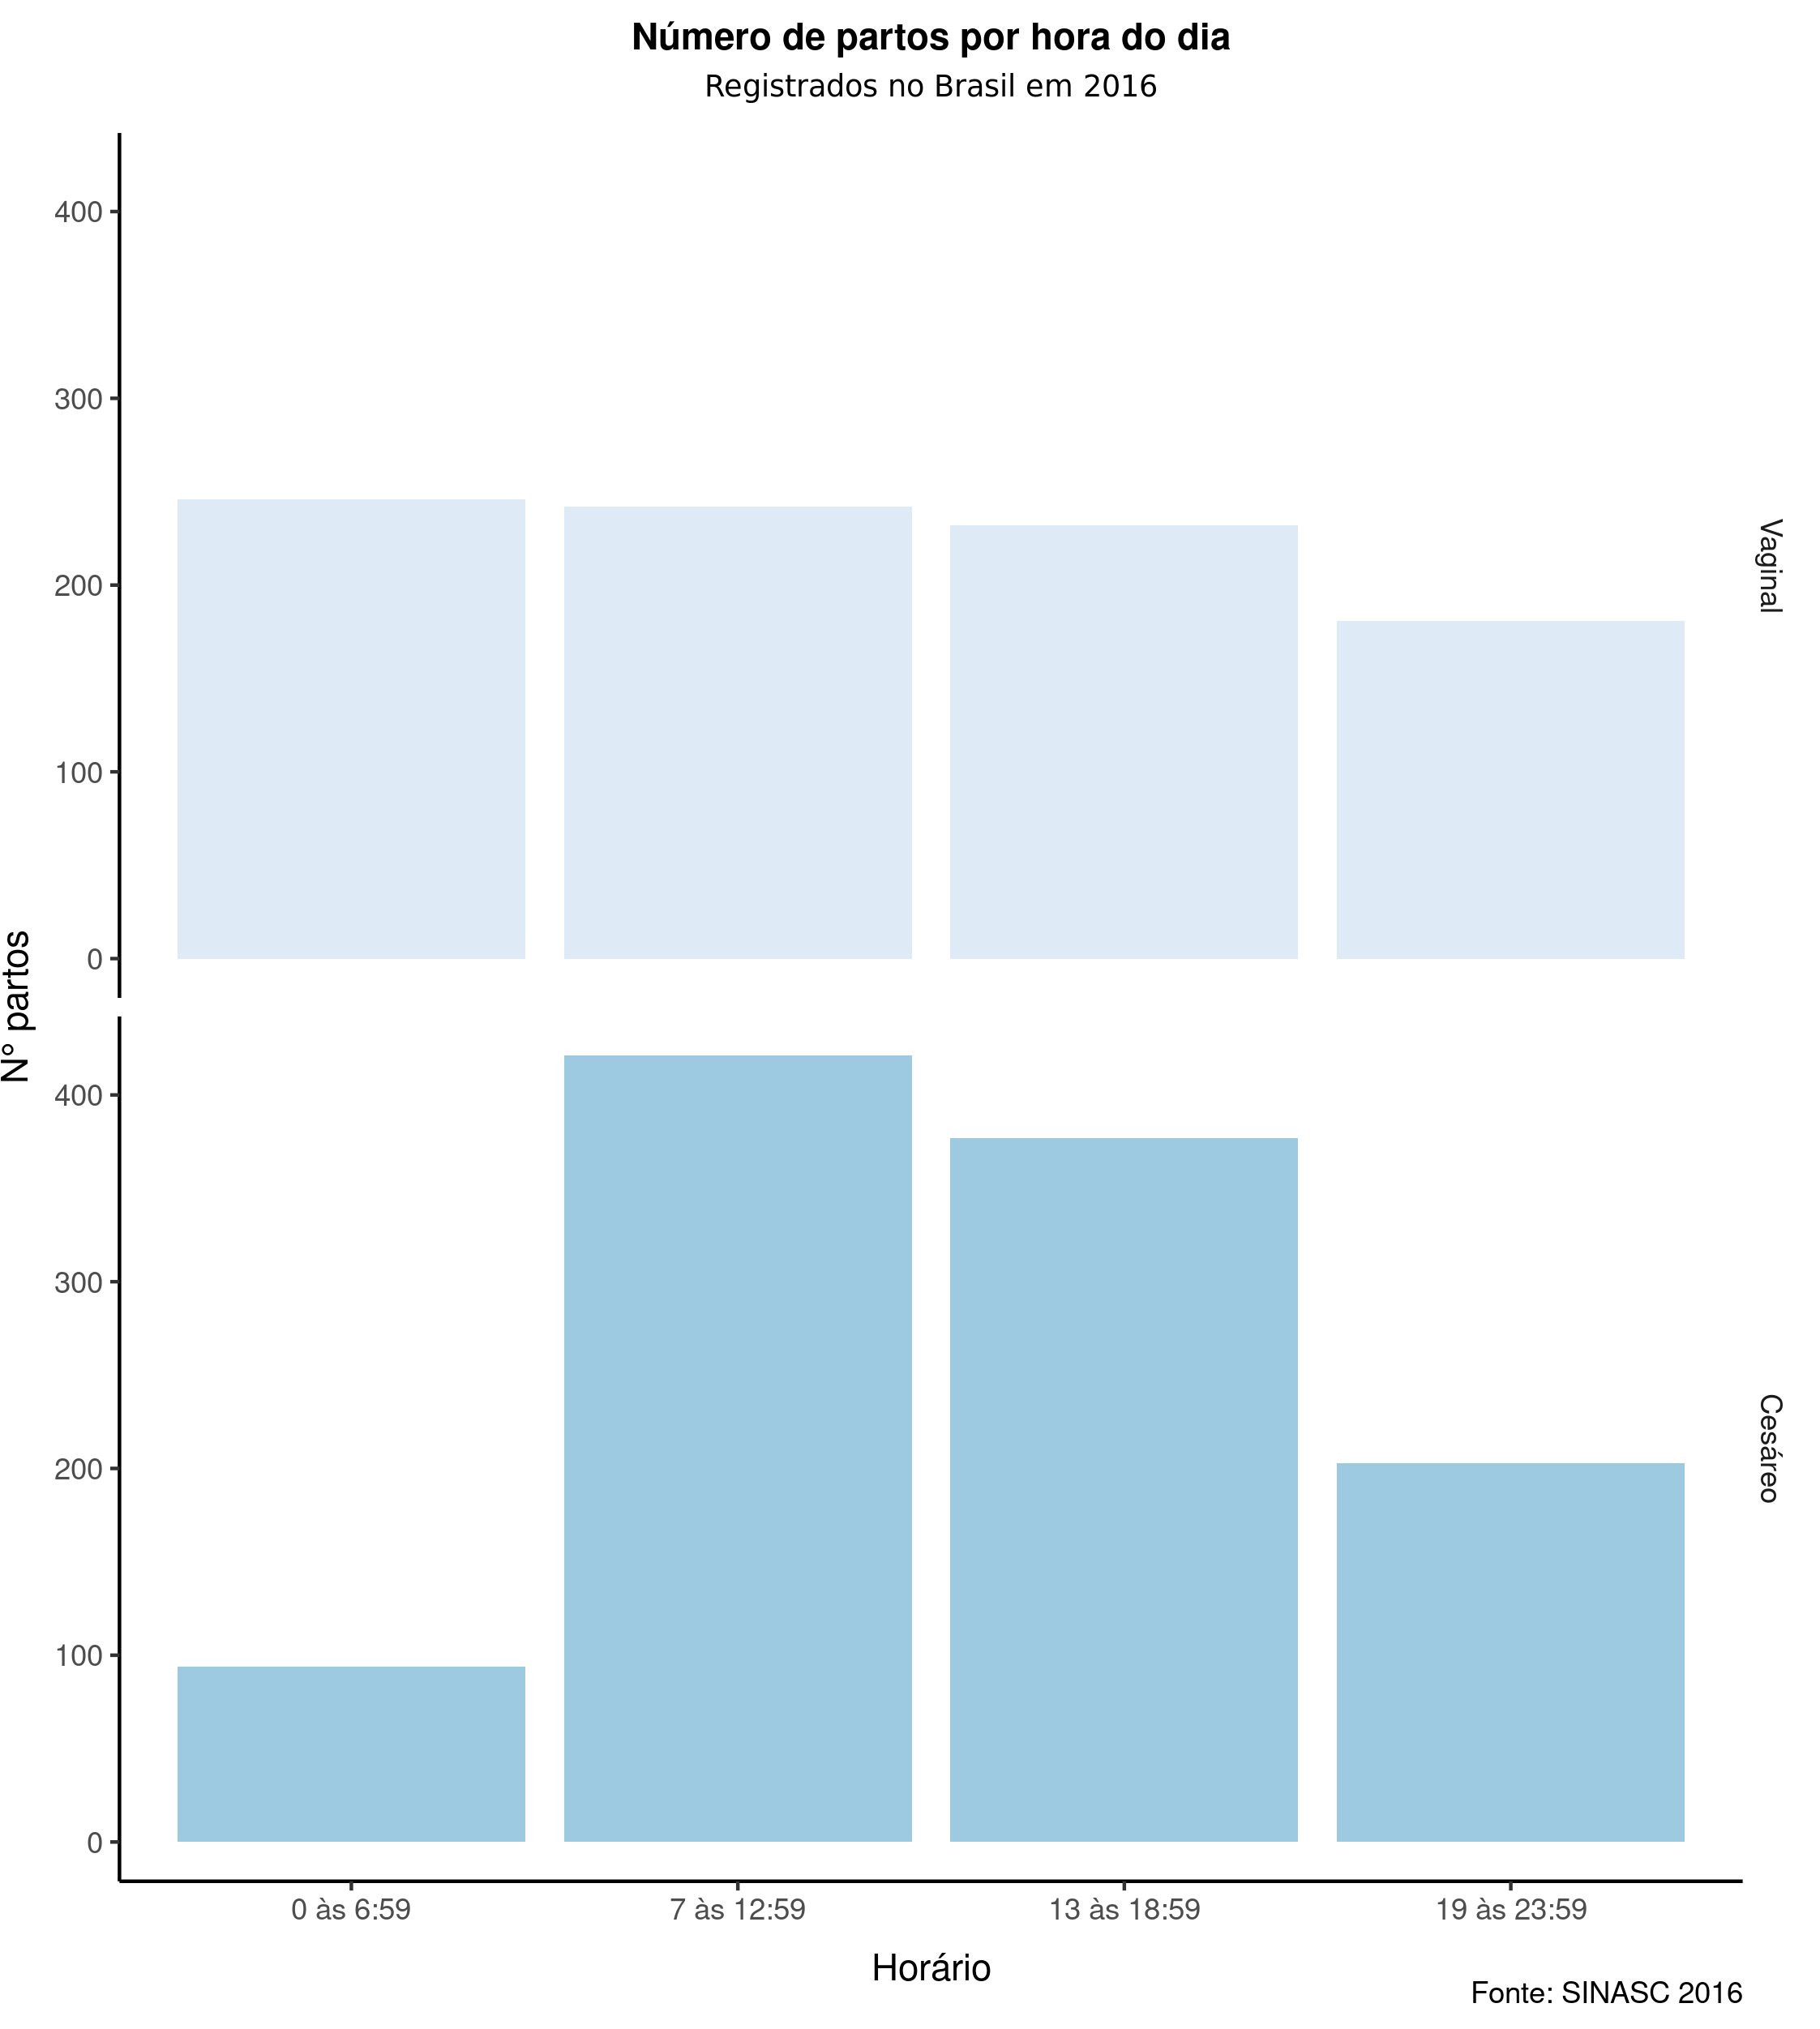 Número de partos por hora do dia
Registrados no Brasil em 2016
N° partos
400
300
200
100
0
Vaginal
400
300
200
100
0
Cesáreo
0 às 6:59
7 às 12:59
13 às 18:59
19 às 23:59
Horário
Fonte: SINASC 2016